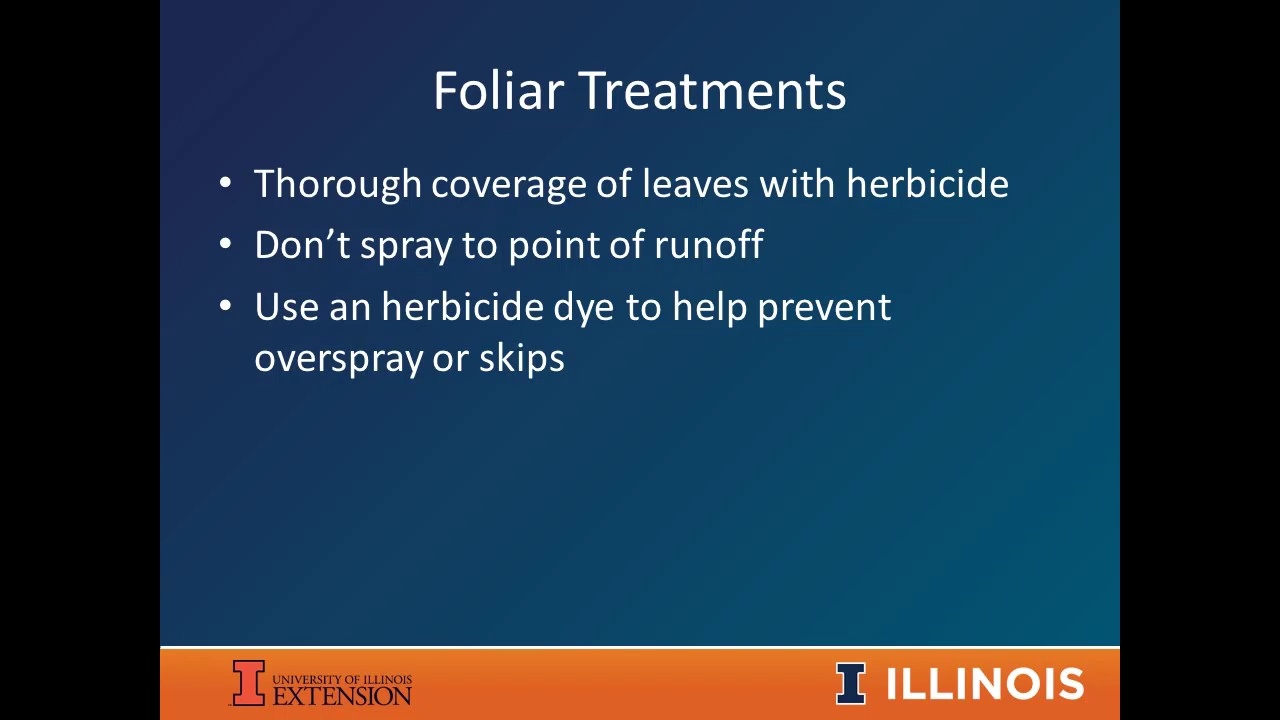 Foliar Treatments
• Thorough coverage of leaves with herbicide
• Don’t spray to point of runoff
• Use an herbicide dye to help prevent
overspray or skips
UNIVERSITY OF ILLINOIS
EXTENSION
ILLINOIS